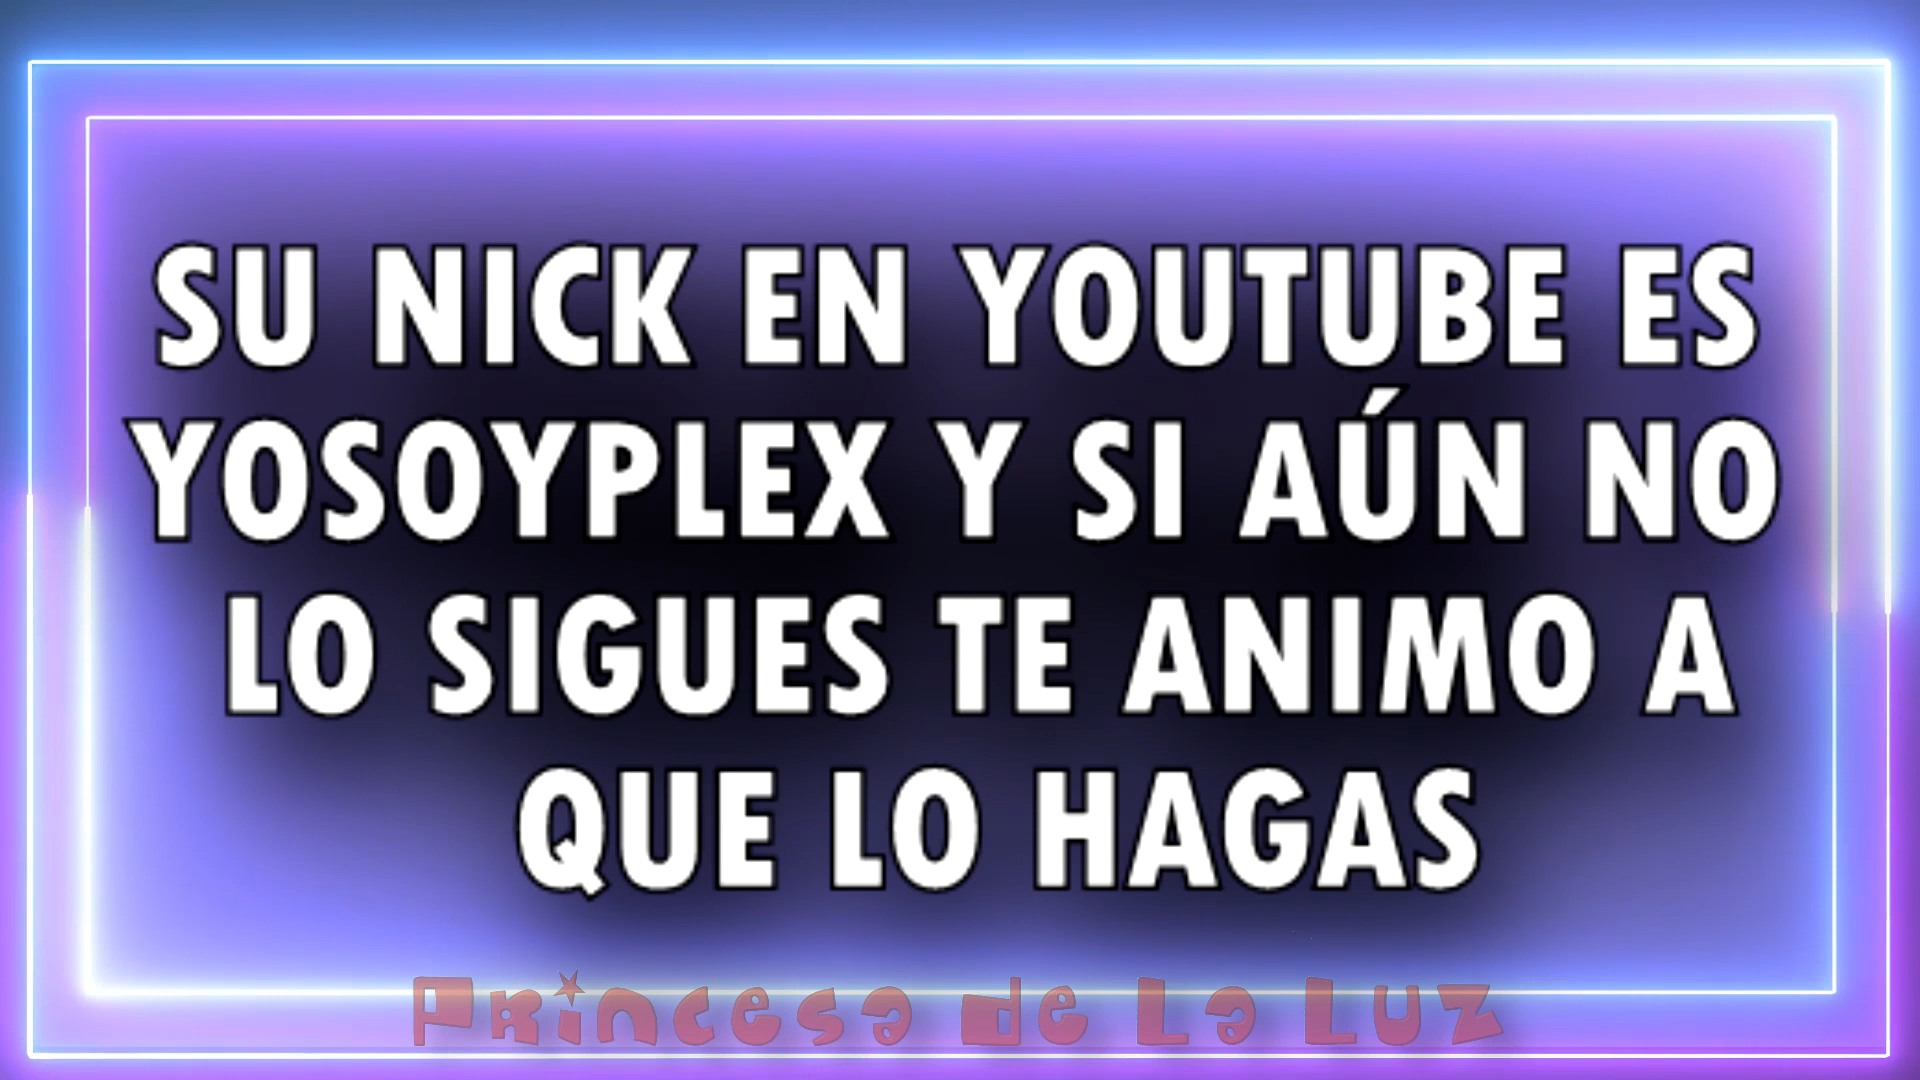 SU NICK EN YOUTUBE ES
YOSOYPLEX Y SI AÚN NO
LO SIGUES TE ANIMO A
QUE LO HAGAS
Princesa de La Luz